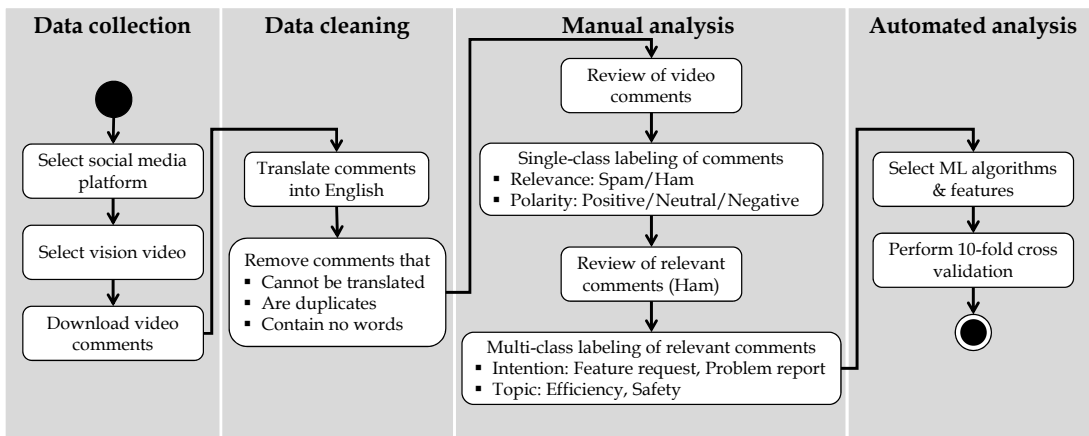 Data collection
Select social media
platform
Select vision video
Download video
comments
Data cleaning
Translate comments
into English
Remove comments that
▪ Cannot be translated
▪ Are duplicates
▪ Contain no words
Manual analysis
Review of video
comments
Single-class labeling of comments
▪ Relevance: Spam/Ham
▪ Polarity: Positive/Neutral/Negative
Review of relevant
comments (Ham)
Multi-class labeling of relevant comments
▪ Intention: Feature request, Problem report
▪ Topic: Efficiency, Safety
Automated analysis
Select ML algorithms
& features
Perform 10-fold cross
validation